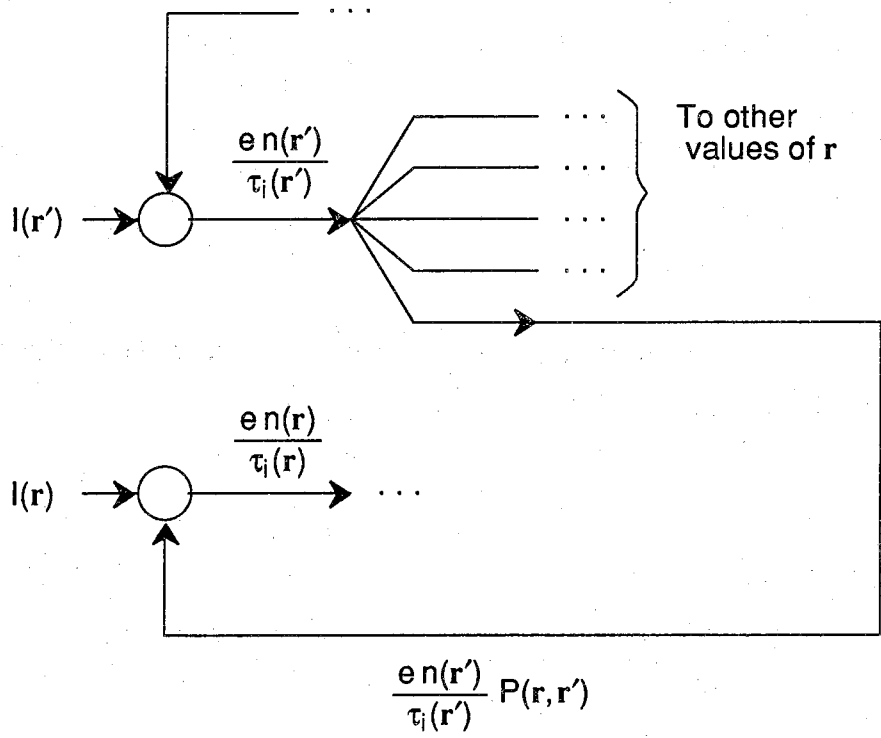 · · ·
e n(r′)
τᵢ(r′)
· · ·
· · ·
· · ·
· · ·
To other
values of r
I(r′)
e n(r)
τᵢ(r)
I(r)
· · ·
e n(r′)
τᵢ(r′)
P(r, r′)